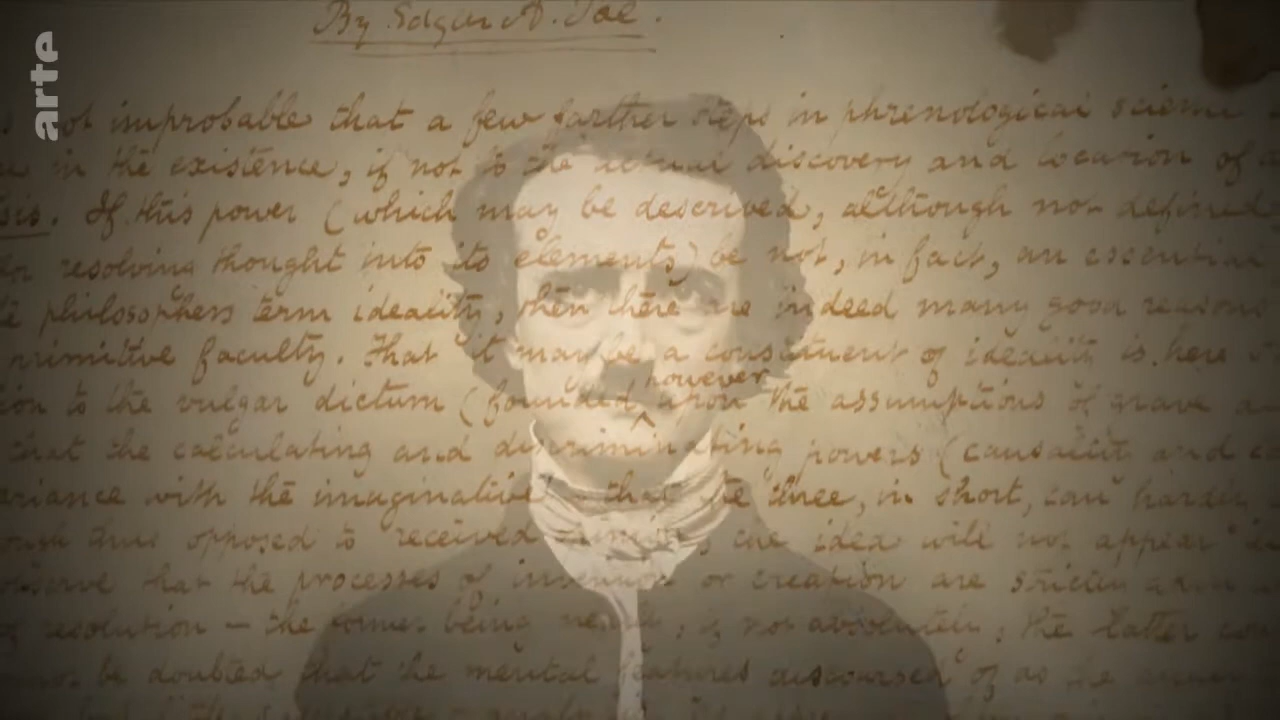 arte
By Edgar A. Poe.
not improbable that a few farther steps in phrenological science
in the existence, if not to the actual discovery and location of
sis. If this power (which may be described, although not defined
for resolving thought into its elements) be not, in fact, an essential
philosophers term ideality, then there are indeed many good reasons
primitive faculty. That it may be a constituent of ideality is here
however
tion to the vulgar dictum (founded, upon the assumptions of grave
that the calculating and discriminating powers (causality and
variance with the imaginative — that the three, in short, can hardly
thus opposed to received opinion, the idea will not appear
observe that the processes of invention or creation are strictly
resolution — the former being nearly, if not absolutely, the latter
be doubted that the mental features discoursed of as the